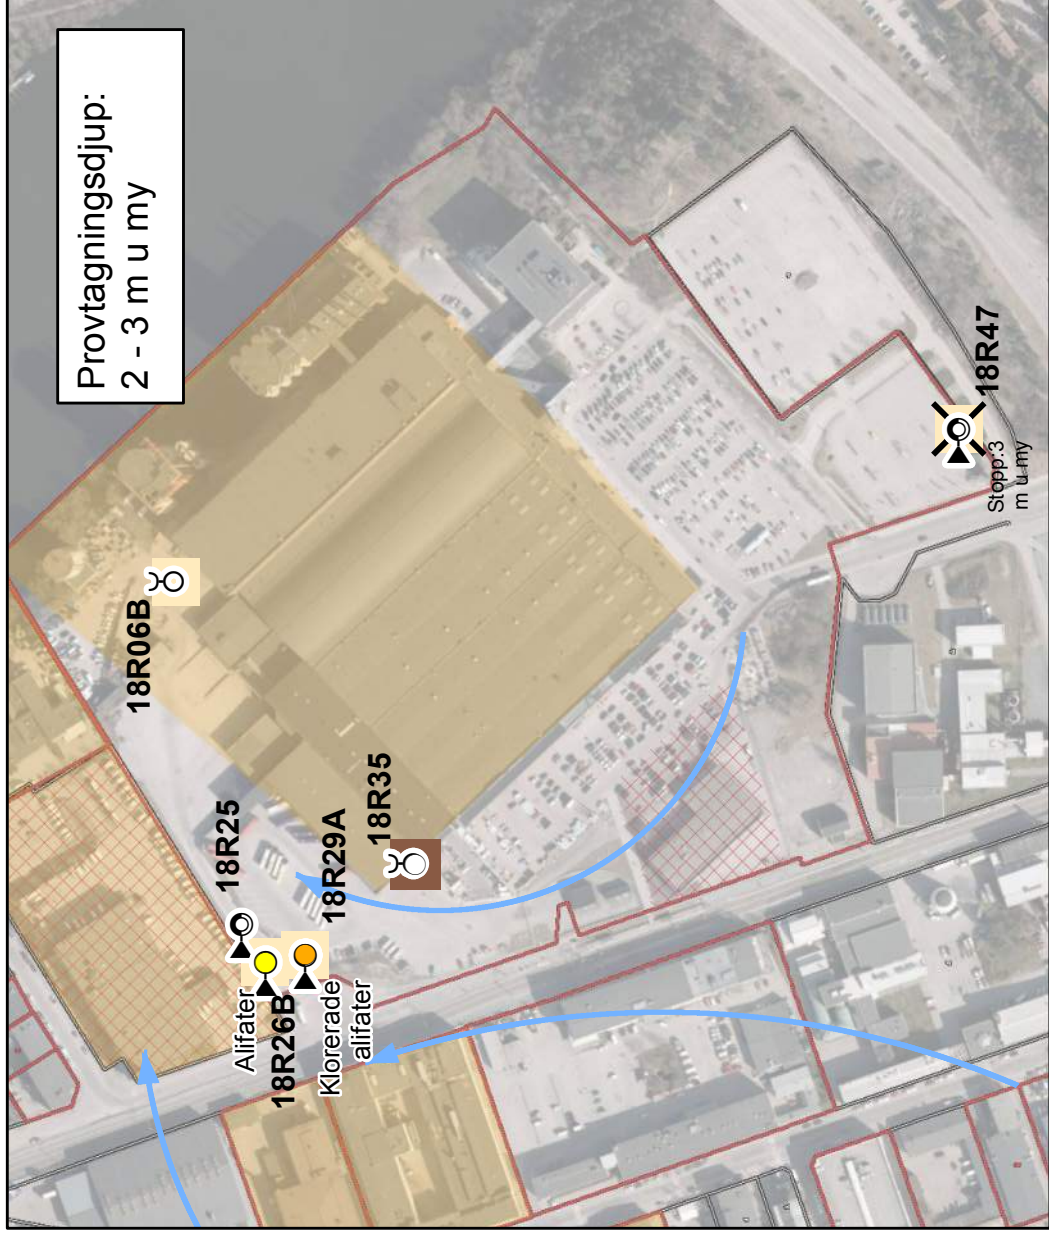 Provtagningsdjup:
2 - 3 m u my
18R06B
18R25
18R29A
18R35
Alifater
18R26B
Klorerade
alifater
18R47
Stopp:3
m u my